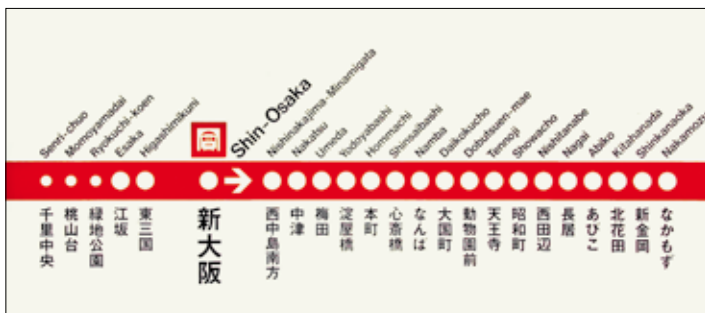 Senri-chuo
Momoyamadai
Ryokuchi-koen
Esaka
Higashimikuni
Shin-Osaka
Nishinakajima-Minamigata
Nakatsu
Umeda
Yodoyabashi
Hommachi
Shinsaibashi
Namba
Daikokucho
Dobutsuen-mae
Tennoji
Showacho
Nishitanabe
Nagai
Abiko
Kitahanada
Shinkanaoka
Nakamozu
千里中央
桃山台
緑地公園
江坂
東三国
新大阪
西中島南方
中津
梅田
淀屋橋
本町
心斎橋
なんば
大国町
動物園前
天王寺
昭和町
西田辺
長居
あびこ
北花田
新金岡
なかもず